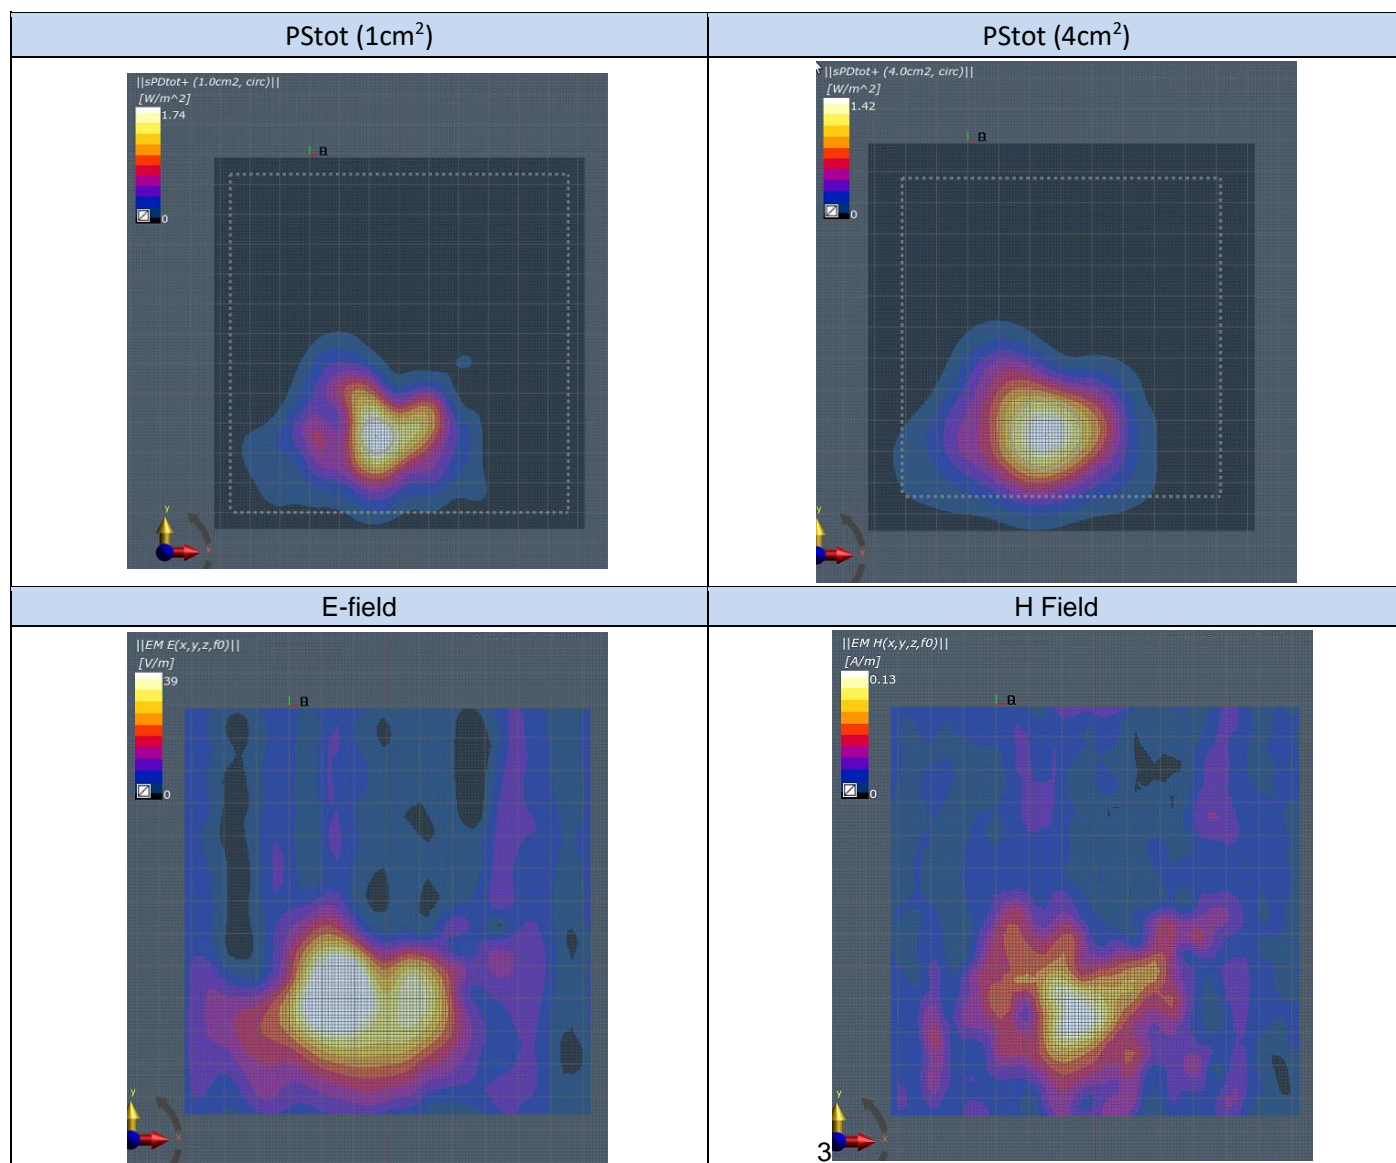 PStot (1cm²)
PStot (4cm²)
||sPDtot+ (1.0cm2, circ)||
[W/m^2]
1.74
0
y
x
||sPDtot+ (4.0cm2, circ)||
[W/m^2]
1.42
0
y
x
E-field
H Field
||EM E(x,y,z,f0)||
[V/m]
39
0
y
x
||EM H(x,y,z,f0)||
[A/m]
0.13
0
y
x
3